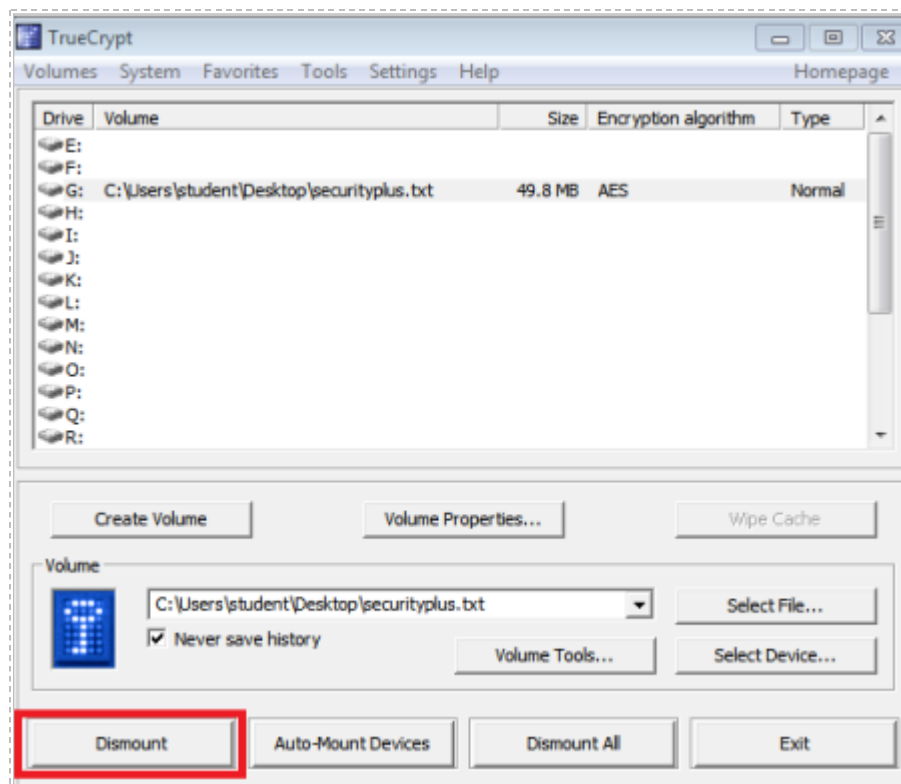 TrueCrypt
Volumes System Favorites Tools Settings Help Homepage
Drive Volume Size Encryption algorithm Type
E:
F:
G: C:\Users\student\Desktop\securityplus.txt 49.8 MB AES Normal
H:
I:
J:
K:
L:
M:
N:
O:
P:
Q:
R:
Create Volume Volume Properties... Wipe Cache
Volume
C:\Users\student\Desktop\securityplus.txt Select File...
Never save history
Volume Tools... Select Device...
Dismount Auto-Mount Devices Dismount All Exit